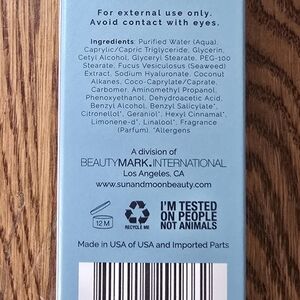 For external use only.
Avoid contact with eyes.
Ingredients: Purified Water (Aqua),
Caprylic/Capric Triglyceride, Glycerin,
Cetyl Alcohol, Glyceryl Stearate, PEG-100
Stearate, Fucus Vesiculosus (Seaweed)
Extract, Sodium Hyaluronate, Coconut
Alkanes, Coco-Caprylate/Caprate,
Carbomer, Aminomethyl Propanol,
Phenoxyethanol, Dehydroacetic Acid,
Benzyl Alcohol, Benzyl Salicylate*,
Citronellol*, Geraniol*, Hexyl Cinnamal*,
Limonene-d*, Linalool*, Fragrance
(Parfum). *Allergens
A division of
BEAUTYMARK.INTERNATIONAL
Los Angeles, CA
www.sunandmoonbeauty.com
12M
RECYCLE ME
I'M TESTED
ON PEOPLE
NOT ANIMALS
Made in USA of USA and Imported Parts